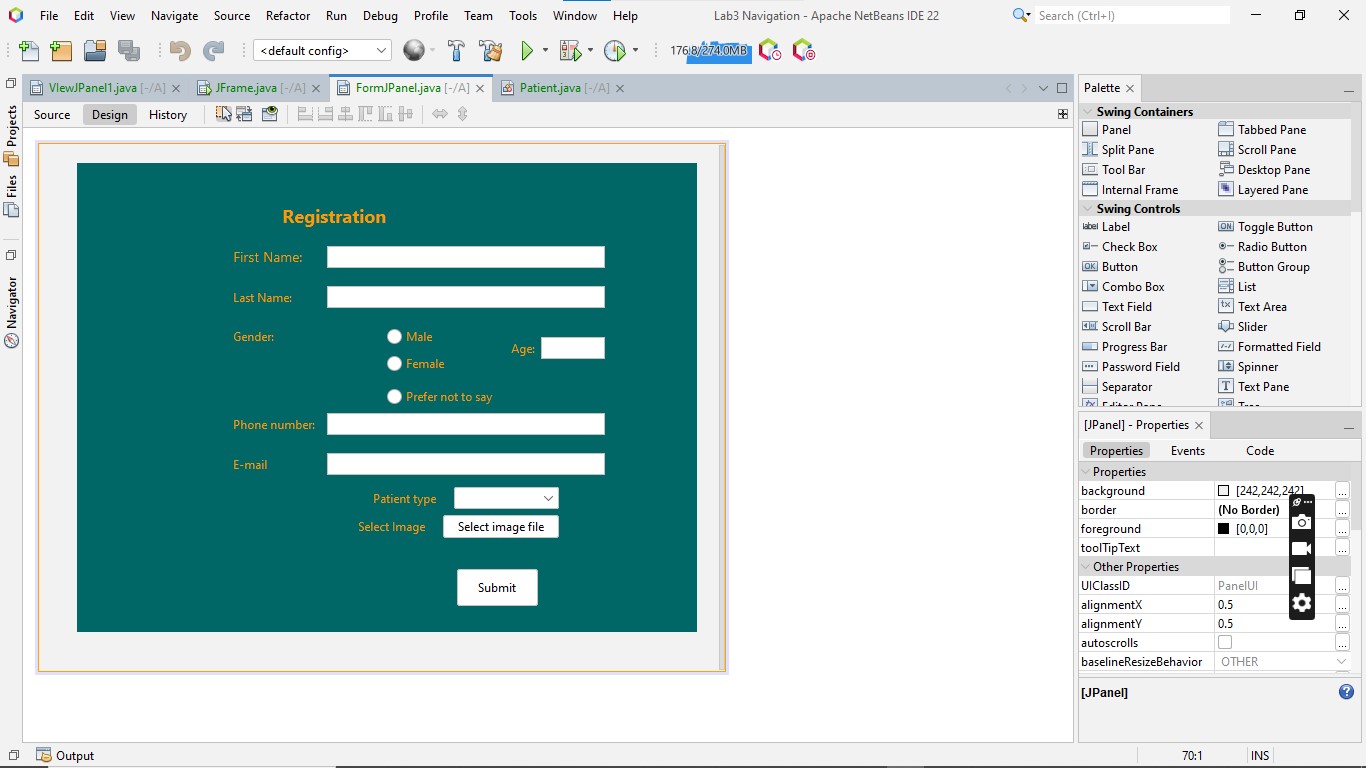 File Edit View Navigate Source Refactor Run Debug Profile Team Tools Window Help Lab3 Navigation - Apache NetBeans IDE 22 Search (Ctrl+I)
<default config> 176.8/274.0MB
VIewJPanel1.java [-/A] JFrame.java [-/A] FormJPanel.java [-/A] Patient.java [-/A]
Source Design History
Projects
Files
Navigator
Registration
First Name:
Last Name:
Gender: Male
Age:
Female
Prefer not to say
Phone number:
E-mail
Patient type
Select Image Select image file
Submit
Palette
Swing Containers
Panel Tabbed Pane
Split Pane Scroll Pane
Tool Bar Desktop Pane
Internal Frame Layered Pane
Swing Controls
label Label ON Toggle Button
Check Box Radio Button
OK Button Button Group
Combo Box List
Text Field Text Area
Scroll Bar Slider
Progress Bar Formatted Field
Password Field Spinner
Separator Text Pane
Editor Pane Tree
[JPanel] - Properties
Properties Events Code
Properties
background [242,242,242] ...
border (No Border) ...
foreground [0,0,0] ...
toolTipText ...
Other Properties
UIClassID PanelUI ...
alignmentX 0.5 ...
alignmentY 0.5 ...
autoscrolls ...
baselineResizeBehavior OTHER
[JPanel]
Output 70:1 INS